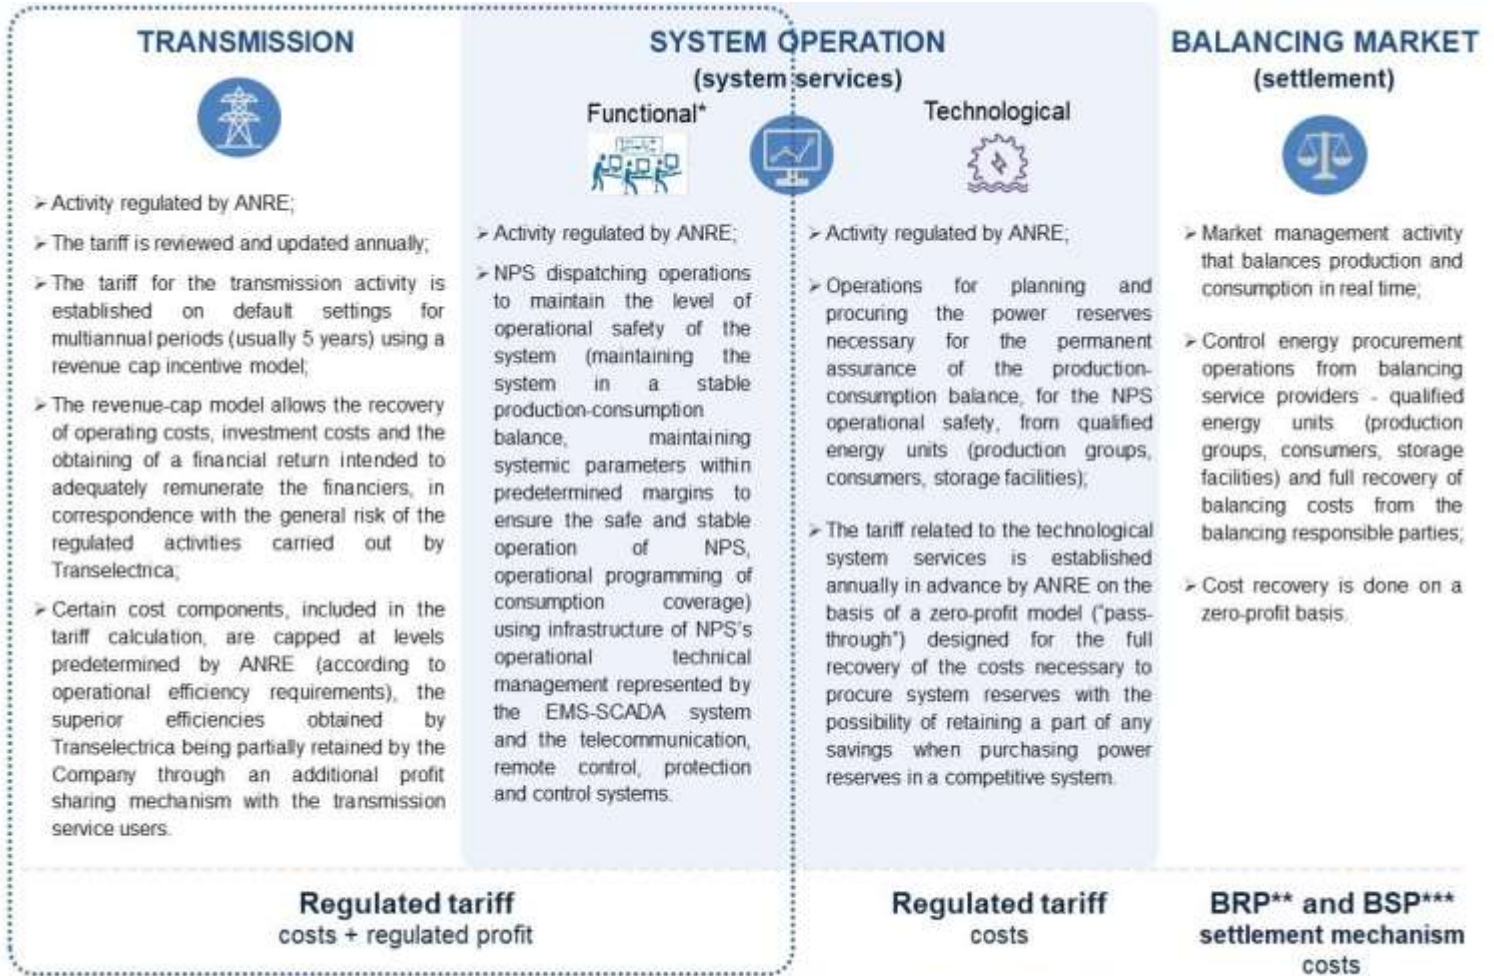 TRANSMISSION
➢ Activity regulated by ANRE;
➢ The tariff is reviewed and updated annually;
➢ The tariff for the transmission activity is
established on default settings for
multiannual periods (usually 5 years) using a
revenue cap incentive model;
➢ The revenue-cap model allows the recovery
of operating costs, investment costs and the
obtaining of a financial return intended to
adequately remunerate the financiers, in
correspondence with the general risk of the
regulated activities carried out by
Transelectrica;
➢ Certain cost components, included in the
tariff calculation, are capped at levels
predetermined by ANRE (according to
operational efficiency requirements), the
superior efficiencies obtained by
Transelectrica being partially retained by the
Company through an additional profit
sharing mechanism with the transmission
service users.
SYSTEM OPERATION
(system services)
Functional*
➢ Activity regulated by ANRE;
➢ NPS dispatching operations
to maintain the level of
operational safety of the
system (maintaining the
system in a stable
production-consumption
balance, maintaining
systemic parameters within
predetermined margins to
ensure the safe and stable
operation of NPS,
operational programming of
consumption coverage)
using infrastructure of NPS's
operational technical
management represented by
the EMS-SCADA system
and the telecommunication,
remote control, protection
and control systems.
Technological
➢ Activity regulated by ANRE;
➢ Operations for planning and
procuring the power reserves
necessary for the permanent
assurance of the production-
consumption balance, for the NPS
operational safety, from qualified
energy units (production groups,
consumers, storage facilities);
➢ The tariff related to the technological
system services is established
annually in advance by ANRE on the
basis of a zero-profit model ("pass-
through") designed for the full
recovery of the costs necessary to
procure system reserves with the
possibility of retaining a part of any
savings when purchasing power
reserves in a competitive system.
BALANCING MARKET
(settlement)
➢ Market management activity
that balances production and
consumption in real time;
➢ Control energy procurement
operations from balancing
service providers - qualified
energy units (production
groups, consumers, storage
facilities) and full recovery of
balancing costs from the
balancing responsible parties;
➢ Cost recovery is done on a
zero-profit basis.
Regulated tariff
costs + regulated profit
Regulated tariff
costs
BRP** and BSP***
settlement mechanism
costs